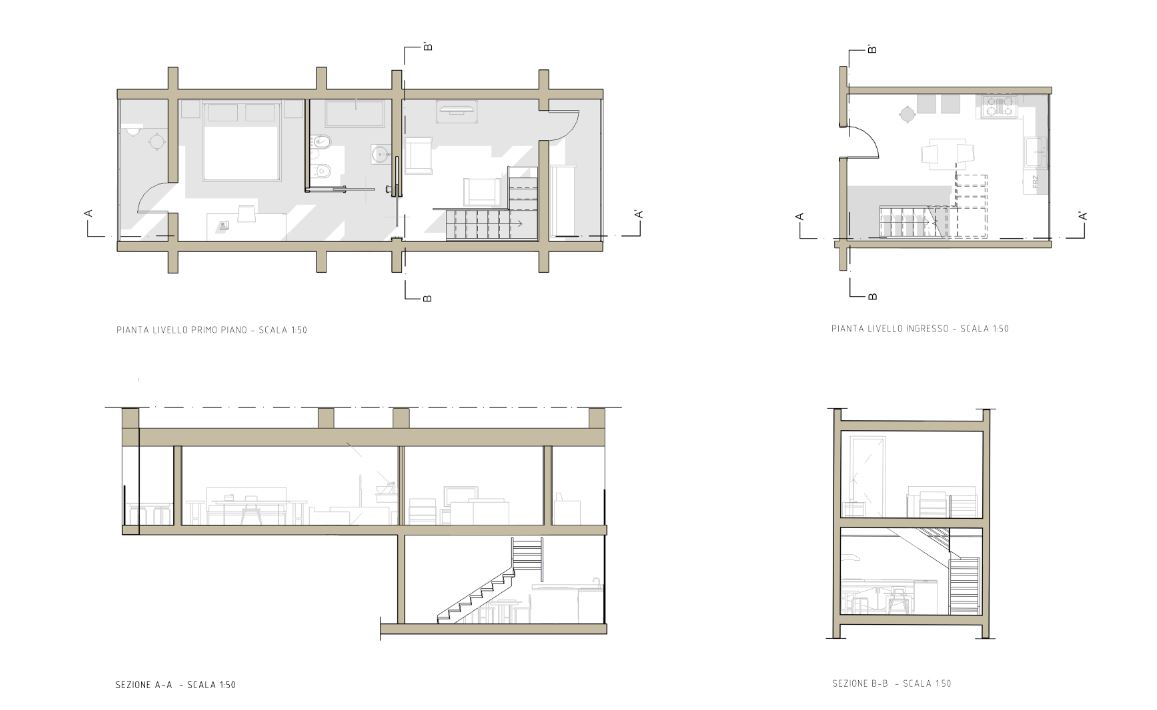 B'
B'
A
A'
A
A'
B
B
PIANTA LIVELLO PRIMO PIANO - SCALA 1:50
PIANTA LIVELLO INGRESSO - SCALA 1:50
FRZ
SEZIONE A-A - SCALA 1:50
SEZIONE B-B - SCALA 1:50